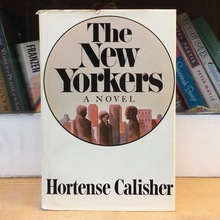 The
New
Yorkers
A NOVEL
Hortense Calisher
FRANZEN